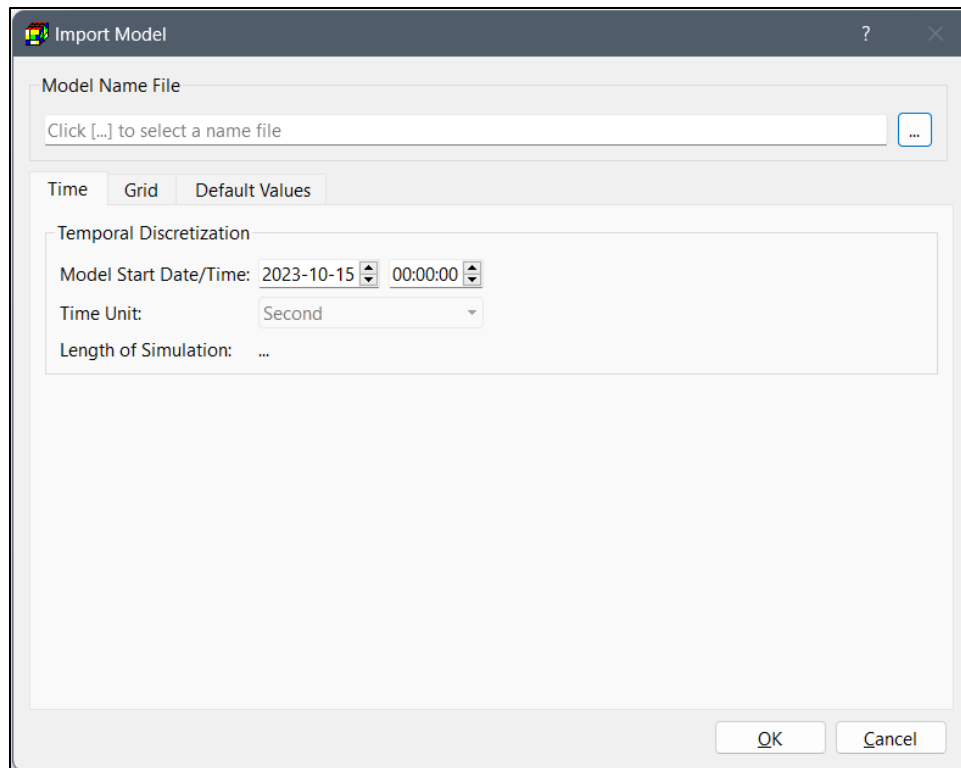 Import Model ?
Model Name File
Click [...] to select a name file ...
Time Grid Default Values
Temporal Discretization
Model Start Date/Time: 2023-10-15 00:00:00
Time Unit: Second
Length of Simulation: ...
OK Cancel